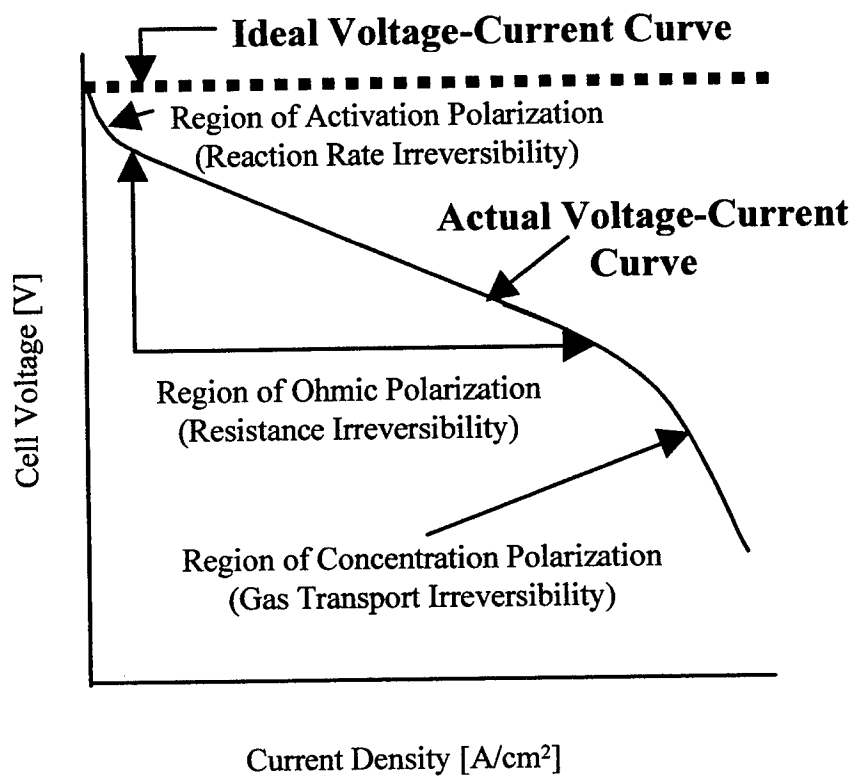 Ideal Voltage-Current Curve
Region of Activation Polarization
(Reaction Rate Irreversibility)
Actual Voltage-Current
Curve
Cell Voltage [V]
Region of Ohmic Polarization
(Resistance Irreversibility)
Region of Concentration Polarization
(Gas Transport Irreversibility)
Current Density [A/cm²]